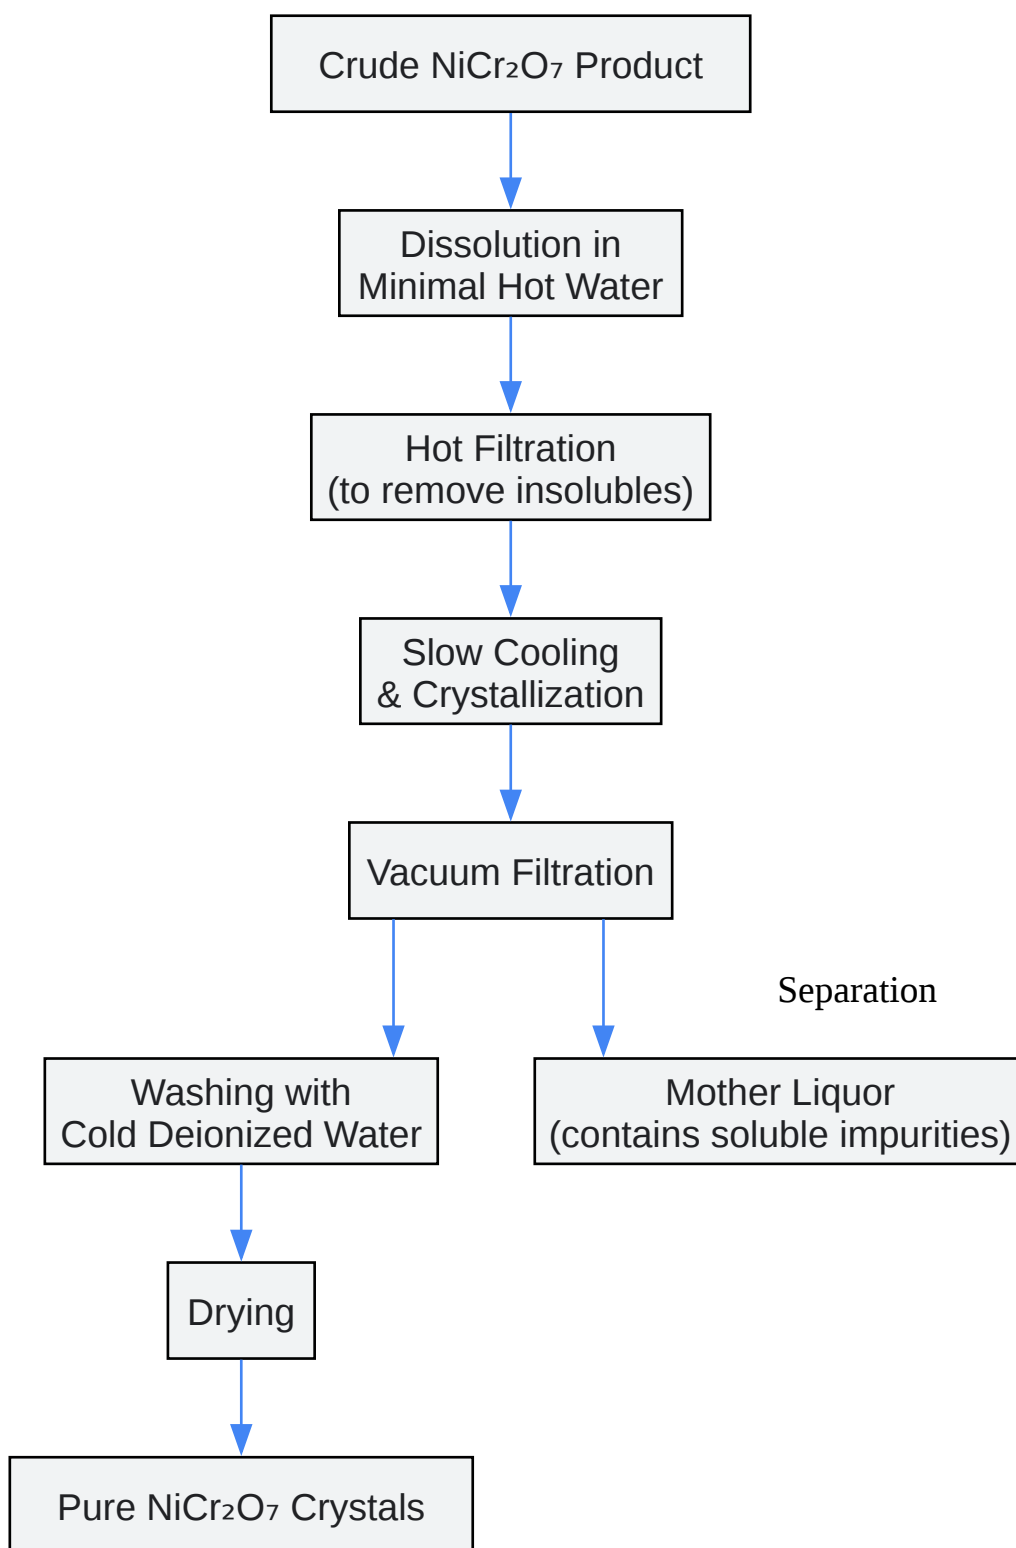 Crude NiCr₂O₇ Product
Dissolution in
Minimal Hot Water
Hot Filtration
(to remove insolubles)
Slow Cooling
& Crystallization
Vacuum Filtration
Separation
Washing with
Cold Deionized Water
Mother Liquor
(contains soluble impurities)
Drying
Pure NiCr₂O₇ Crystals